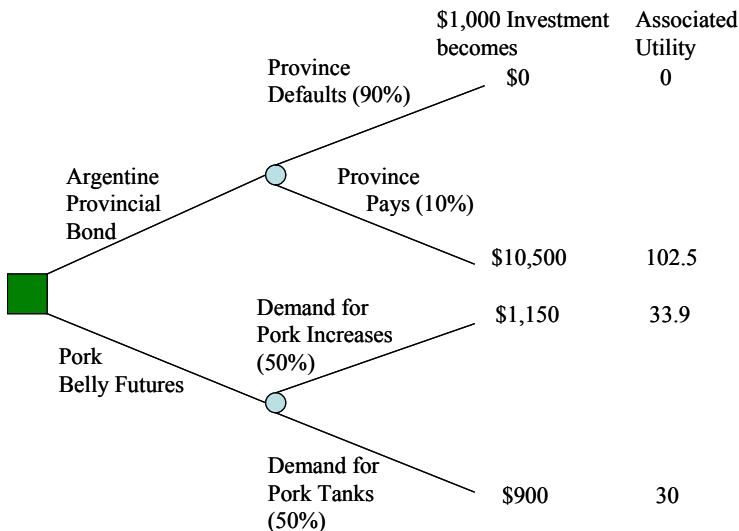 $1,000 Investment
becomes
Associated
Utility
Province
Defaults (90%)
$0
0
Argentine
Provincial
Bond
Province
Pays (10%)
$10,500
102.5
Demand for
Pork Increases
(50%)
$1,150
33.9
Pork
Belly Futures
Demand for
Pork Tanks
(50%)
$900
30